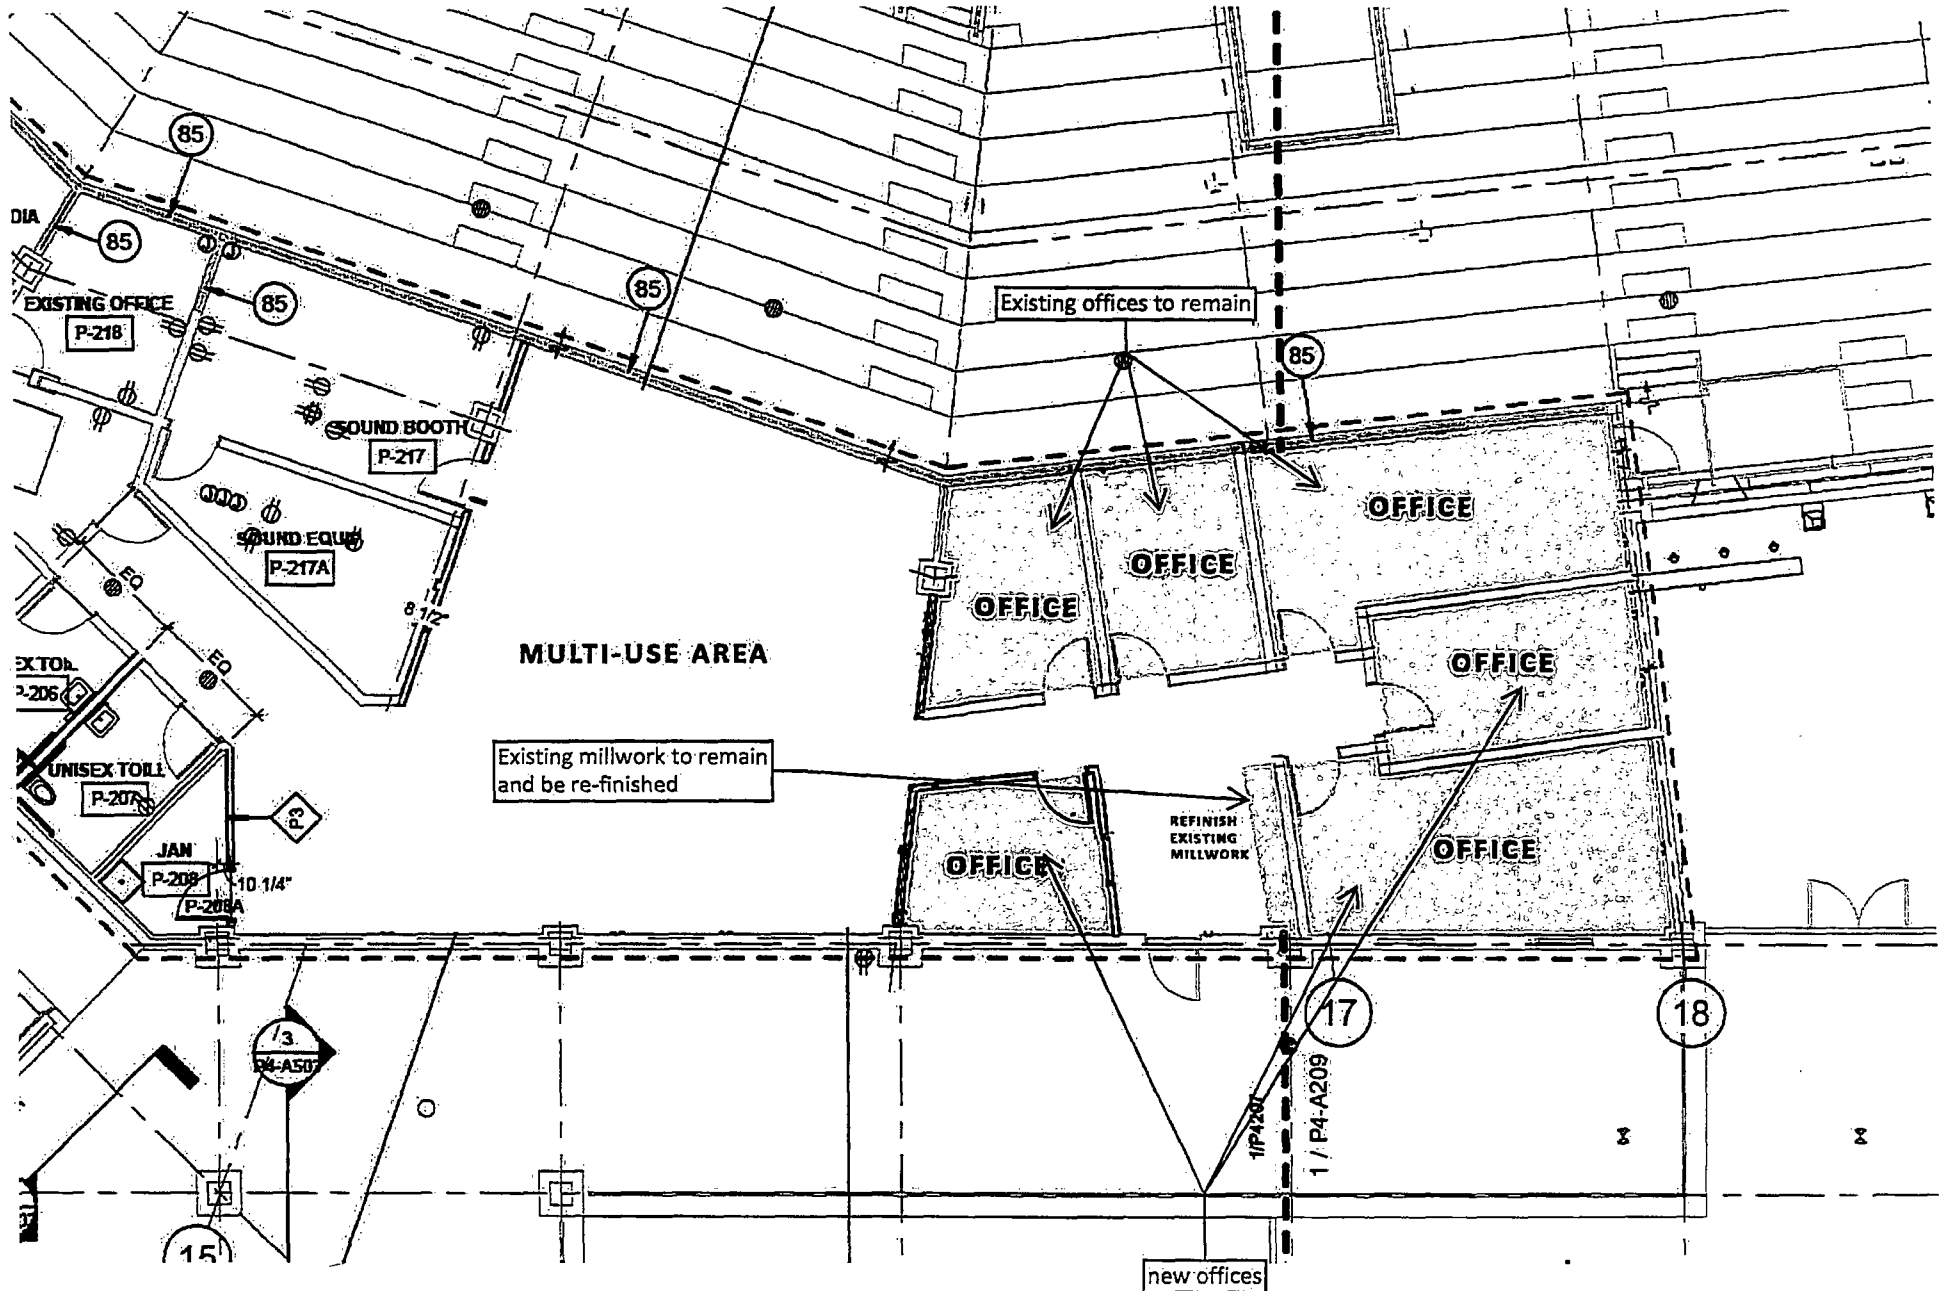 85
85
DIA
85
85
EXISTING OFFICE
P-218
Existing offices to remain
85
SOUND BOOTH
P-217
OFFICE
OFFICE
OFFICE
SOUND EQUIP
P-217A
EQ
8 1/2"
MULTI-USE AREA
EQ
OFFICE
P-206
Existing millwork to remain
and be re-finished
UNISEX TOILL
P-207
P3
REFINISH
EXISTING
MILLWORK
OFFICE
OFFICE
JAN
P-208
10 1/4"
P-208A
17
18
3
P4-A507
1/P4207
1 / P4-A209
15
new offices